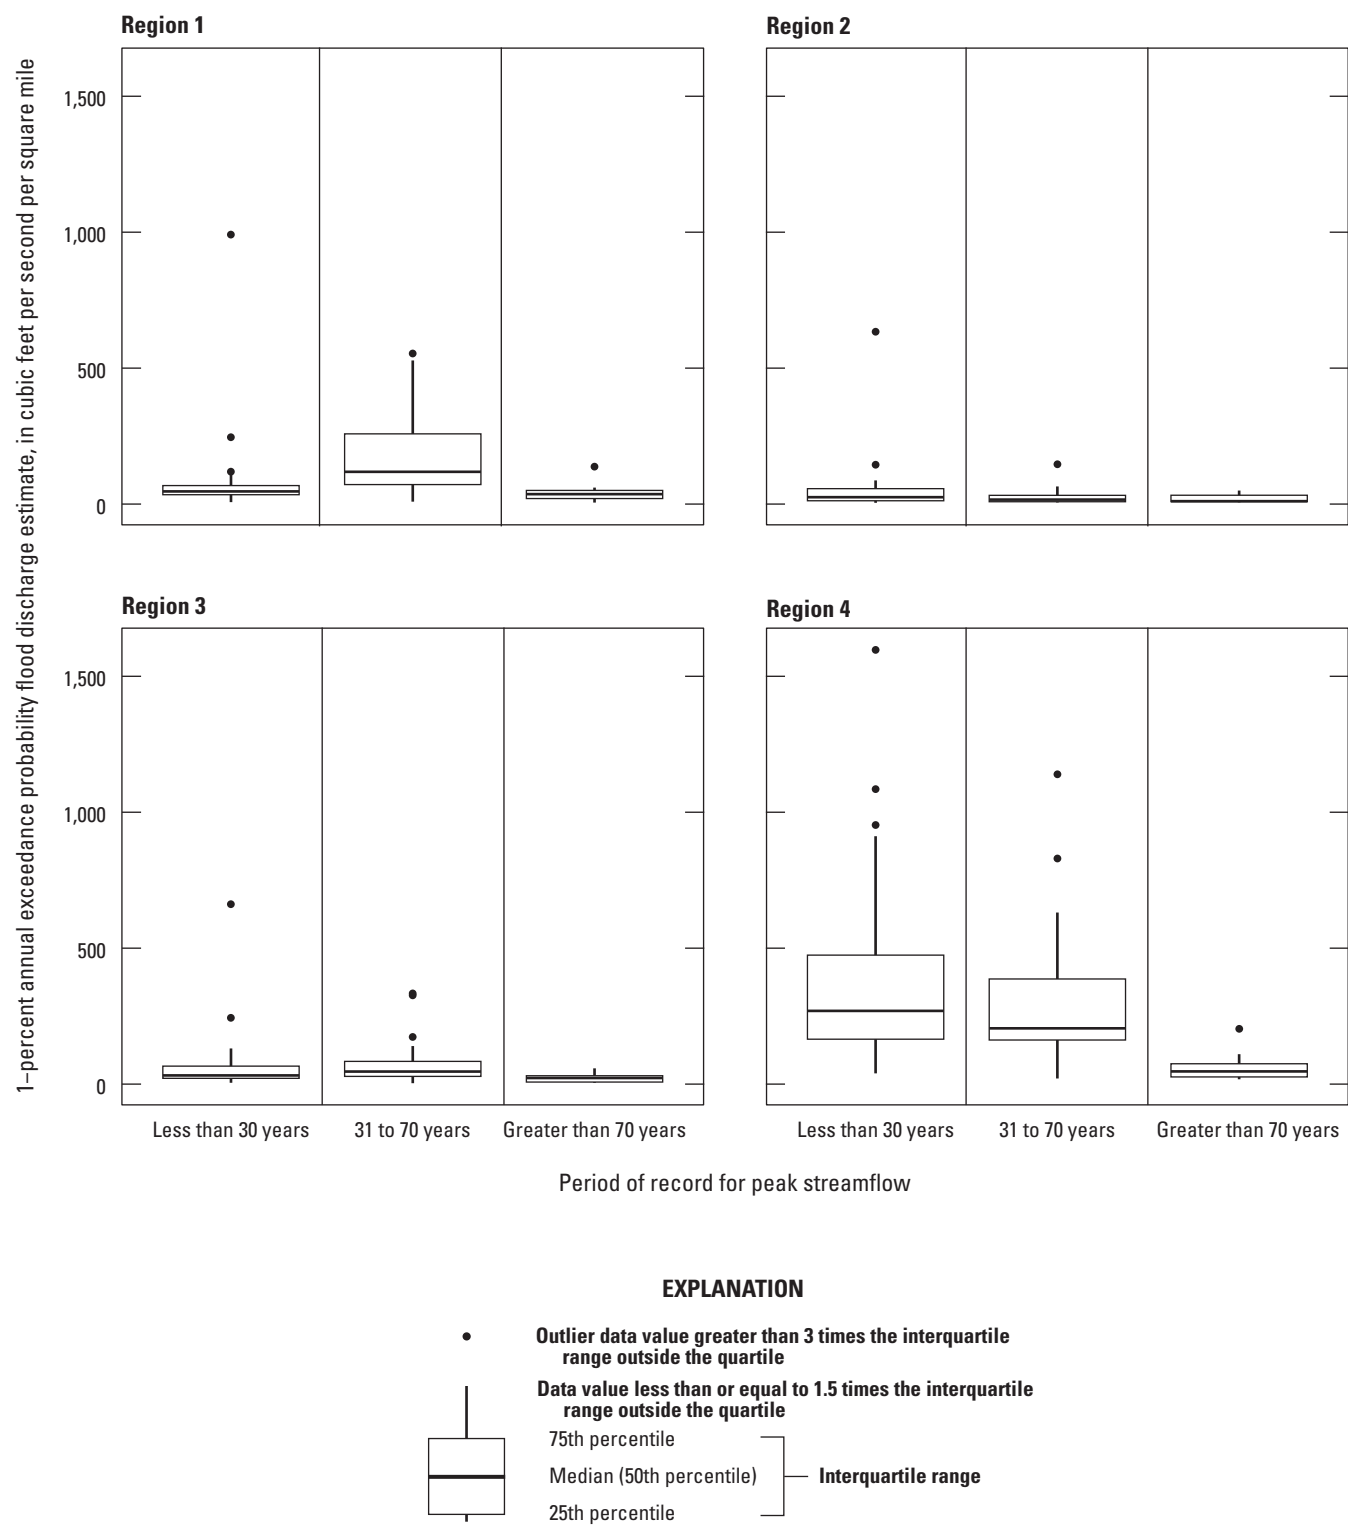 Region 1
Region 2
1–percent annual exceedance probability flood discharge estimate, in cubic feet per second per square mile
1,500
1,000
500
0
Region 3
Region 4
1,500
1,000
500
0
Less than 30 years
31 to 70 years
Greater than 70 years
Less than 30 years
31 to 70 years
Greater than 70 years
Period of record for peak streamflow
EXPLANATION
Outlier data value greater than 3 times the interquartile
range outside the quartile
Data value less than or equal to 1.5 times the interquartile
range outside the quartile
75th percentile
Median (50th percentile)
Interquartile range
25th percentile